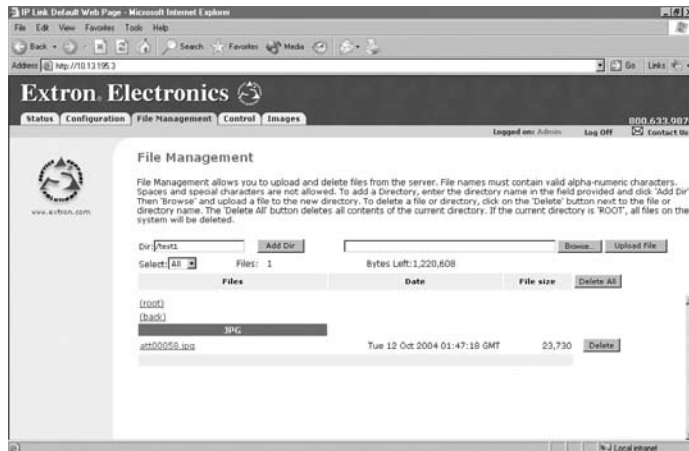 IP Link Default Web Page - Microsoft Internet Explorer
File Edit View Favorites Tools Help
Back Search Favorites Media
Address http://10.13.195.3 Go Links
Extron Electronics
Status Configuration File Management Control Images
800.633.987
Logged on: Admin Log Off Contact Us
www.extron.com
File Management
File Management allows you to upload and delete files from the server. File names must contain valid alpha-numeric characters.
Spaces and special characters are not allowed. To add a Directory, enter the directory name in the field provided and click 'Add Dir'
Then 'Browse' and upload a file to the new directory. To delete a file or directory, click on the 'Delete' button next to the file or
directory name. The 'Delete All' button deletes all contents of the current directory. If the current directory is 'ROOT', all files on the
system will be deleted.
Dir: /test1 Add Dir Browse... Upload File
Select: All Files: 1 Bytes Left:1,220,608
Files Date File size Delete All
(root)
(back)
JPG
att00058.jpg Tue 12 Oct 2004 01:47:18 GMT 23,730 Delete
Local intranet